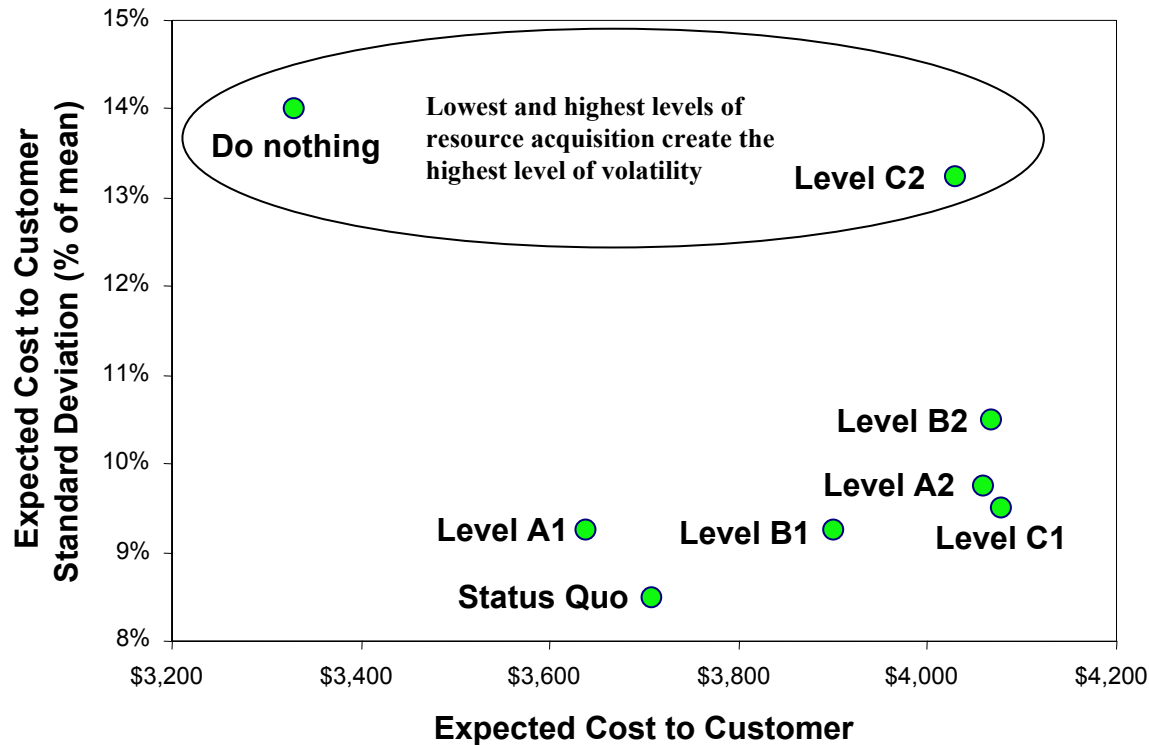 Expected Cost to Customer
Standard Deviation (% of mean)
15%
14%
13%
12%
11%
10%
9%
8%
Do nothing
Lowest and highest levels of
resource acquisition create the
highest level of volatility
Level C2
Level B2
Level A2
Level C1
Level A1
Level B1
Status Quo
$3,200
$3,400
$3,600
$3,800
$4,000
$4,200
Expected Cost to Customer